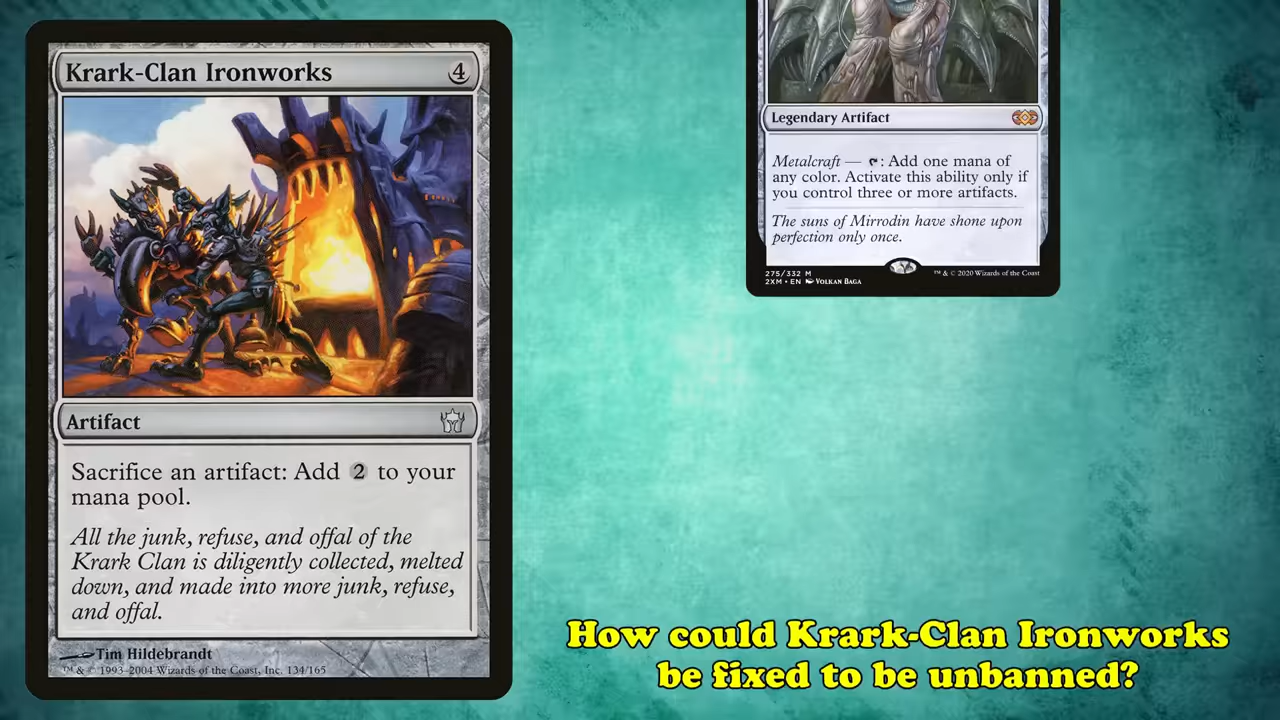 Krark-Clan Ironworks 4
Artifact
Sacrifice an artifact: Add 2 to your
mana pool.
All the junk, refuse, and offal of the
Krark Clan is diligently collected, melted
down, and made into more junk, refuse,
and offal.
Tim Hildebrandt
™ & © 1993–2004 Wizards of the Coast, Inc. 134/165
Legendary Artifact
Metalcraft — : Add one mana of
any color. Activate this ability only if
you control three or more artifacts.
The suns of Mirrodin have shone upon
perfection only once.
275/332 M
2XM • EN Volkan Baga
™ & © 2020 Wizards of the Coast
How could Krark-Clan Ironworks
be fixed to be unbanned?